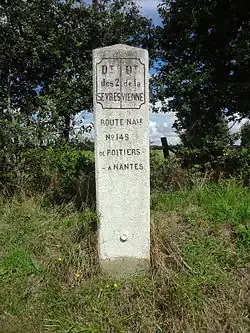 Dᵗ Dᵗ
des 2 de la
SEVRES VIENNE
ROUTE NALE
No 149
DE POITIERS
A NANTES